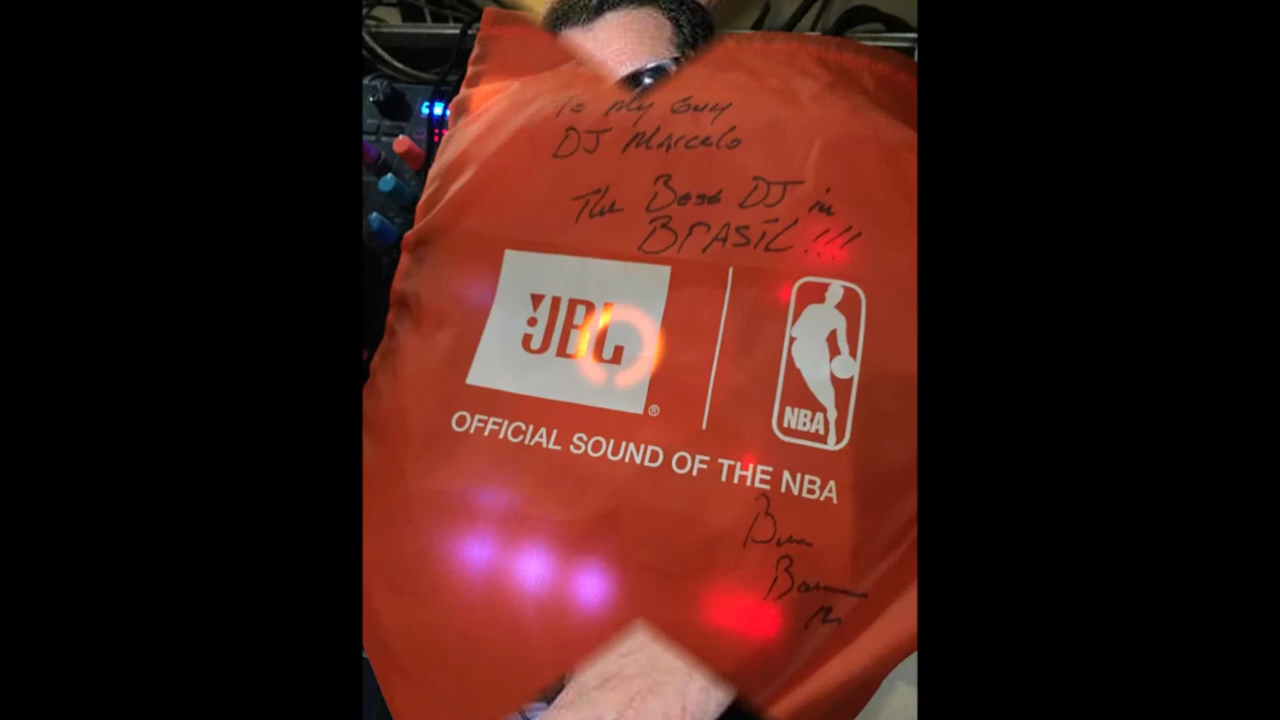 To My Guy
DJ Marcelo
The Best DJ in
BRASIL!!!
JBL
®
NBA
OFFICIAL SOUND OF THE NBA